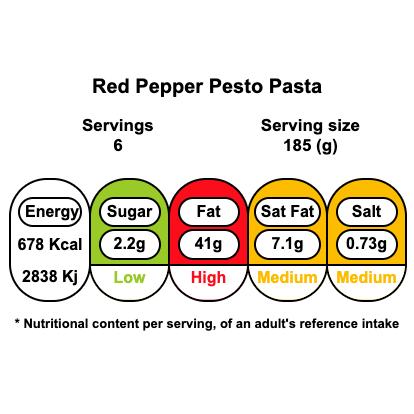 Red Pepper Pesto Pasta
Servings Serving size
6 185 (g)
Energy Sugar Fat Sat Fat Salt
678 Kcal 2.2g 41g 7.1g 0.73g
2838 Kj Low High Medium Medium
* Nutritional content per serving, of an adult's reference intake